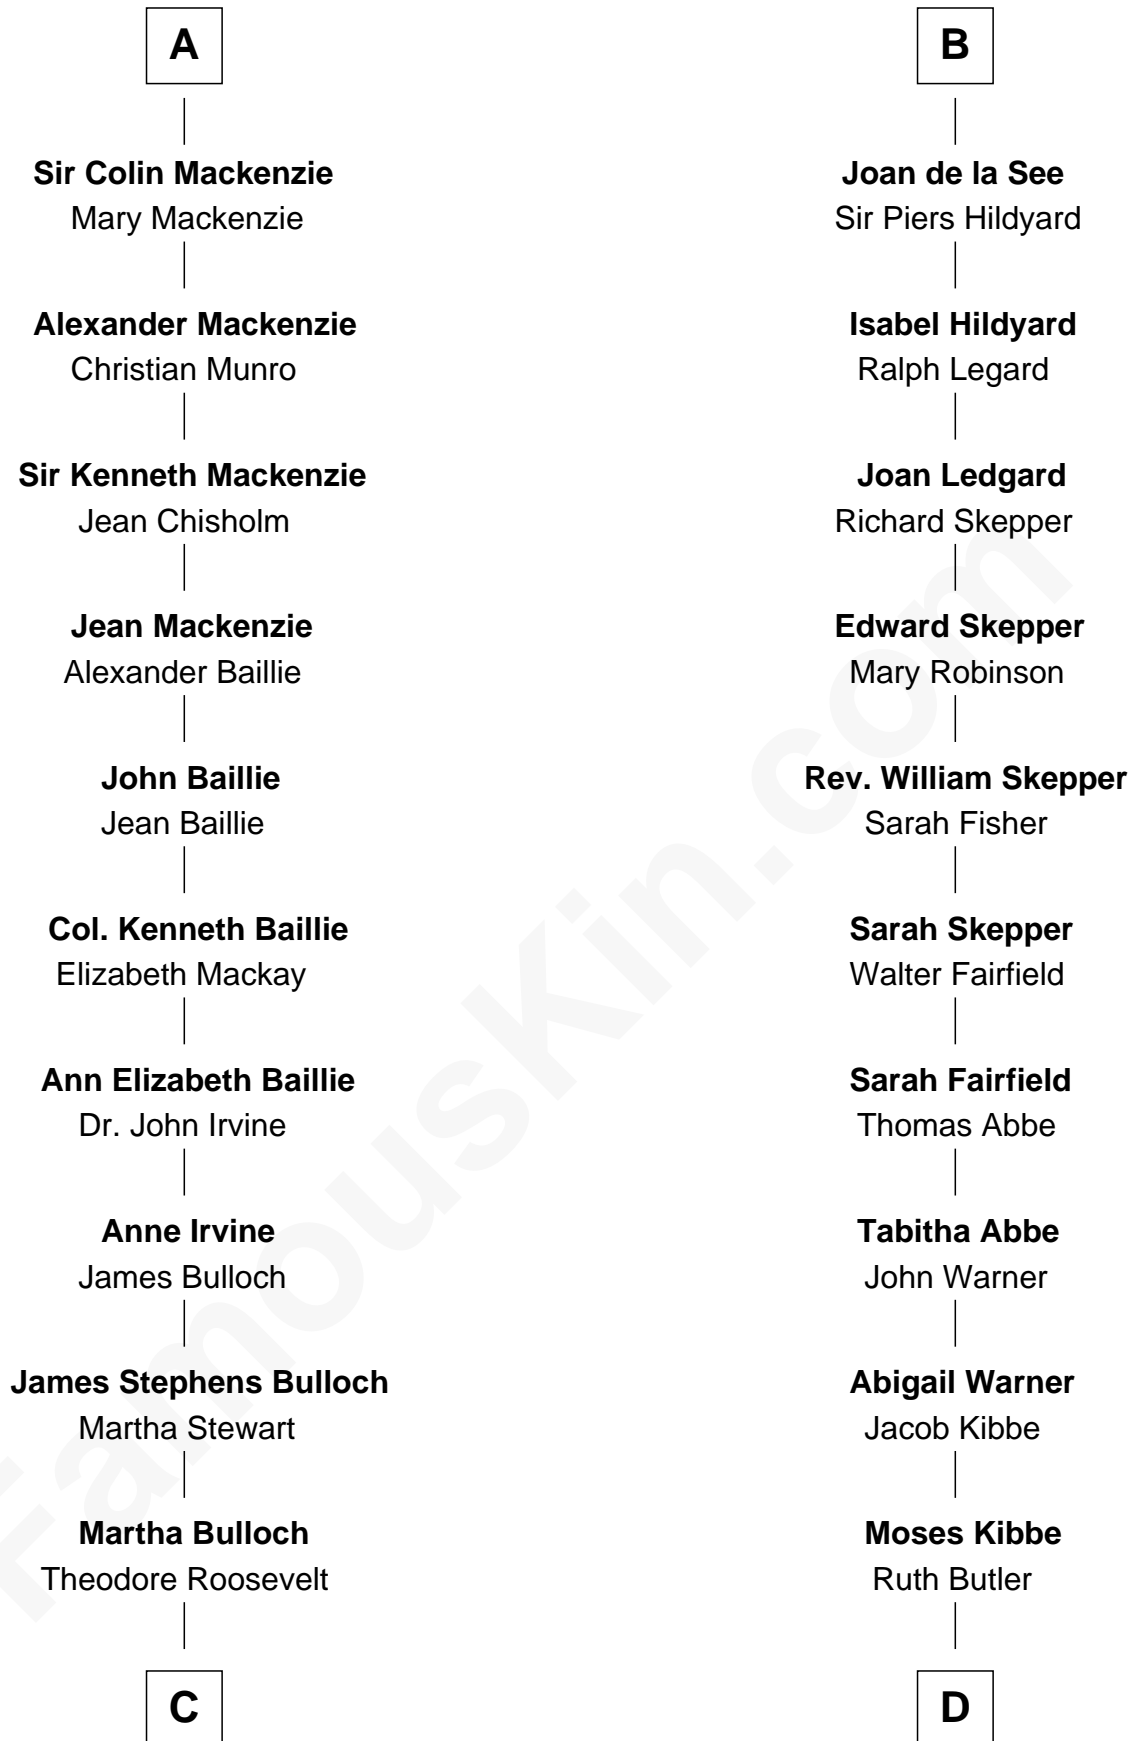 A
Sir Colin Mackenzie
Mary Mackenzie
Alexander Mackenzie
Christian Munro
Sir Kenneth Mackenzie
Jean Chisholm
Jean Mackenzie
Alexander Baillie
John Baillie
Jean Baillie
Col. Kenneth Baillie
Elizabeth Mackay
Ann Elizabeth Baillie
Dr. John Irvine
Anne Irvine
James Bulloch
James Stephens Bulloch
Martha Stewart
Martha Bulloch
Theodore Roosevelt
C
B
Joan de la See
Sir Piers Hildyard
Isabel Hildyard
Ralph Legard
Joan Ledgard
Richard Skepper
Edward Skepper
Mary Robinson
Rev. William Skepper
Sarah Fisher
Sarah Skepper
Walter Fairfield
Sarah Fairfield
Thomas Abbe
Tabitha Abbe
John Warner
Abigail Warner
Jacob Kibbe
Moses Kibbe
Ruth Butler
D
FamousKin.com